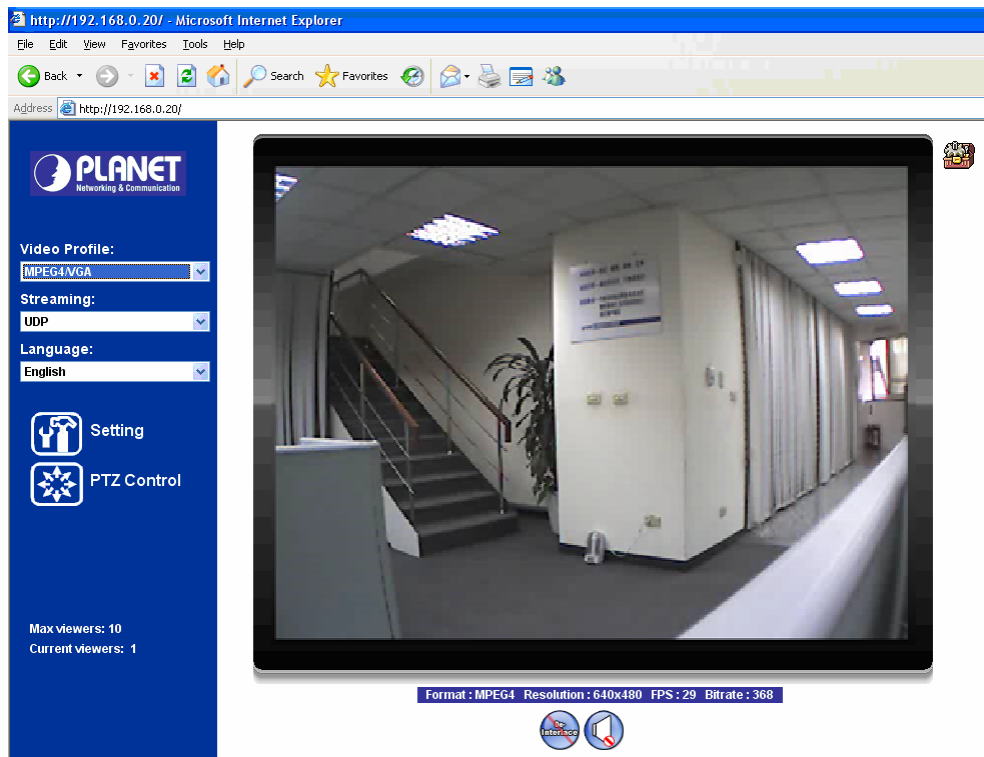 http://192.168.0.20/ - Microsoft Internet Explorer
File Edit View Favorites Tools Help
Back Search Favorites
Address http://192.168.0.20/
PLANET
Networking & Communication
Video Profile:
MPEG4/VGA
Streaming:
UDP
Language:
English
Setting
PTZ Control
Max viewers: 10
Current viewers: 1
Format : MPEG4 Resolution : 640x480 FPS : 29 Bitrate : 368
De-
Interlace